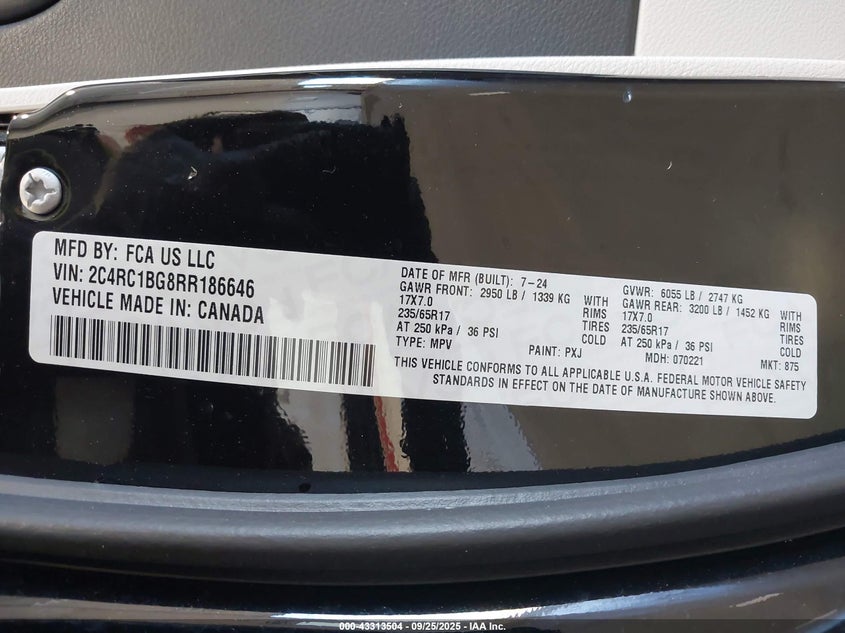 MFD BY: FCA US LLC
VIN: 2C4RC1BG8RR186646
VEHICLE MADE IN: CANADA
DATE OF MFR (BUILT): 7-24
GAWR FRONT: 2950 LB / 1339 KG WITH
17X7.0 RIMS
235/65R17 TIRES
AT 250 kPa / 36 PSI COLD
TYPE: MPV PAINT: PXJ
GVWR: 6055 LB / 2747 KG
GAWR REAR: 3200 LB / 1452 KG WITH
17X7.0 RIMS
235/65R17 TIRES
AT 250 kPa / 36 PSI COLD
MDH: 070221 MKT: 875
THIS VEHICLE CONFORMS TO ALL APPLICABLE U.S.A. FEDERAL MOTOR VEHICLE SAFETY
STANDARDS IN EFFECT ON THE DATE OF MANUFACTURE SHOWN ABOVE.
000-43313504 - 09/25/2025 - IAA Inc.